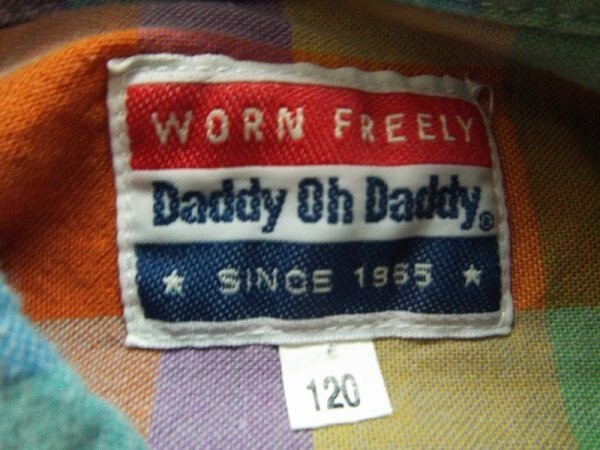 WORN FREELY
Daddy Oh Daddy®
★ SINCE 1965 ★
120